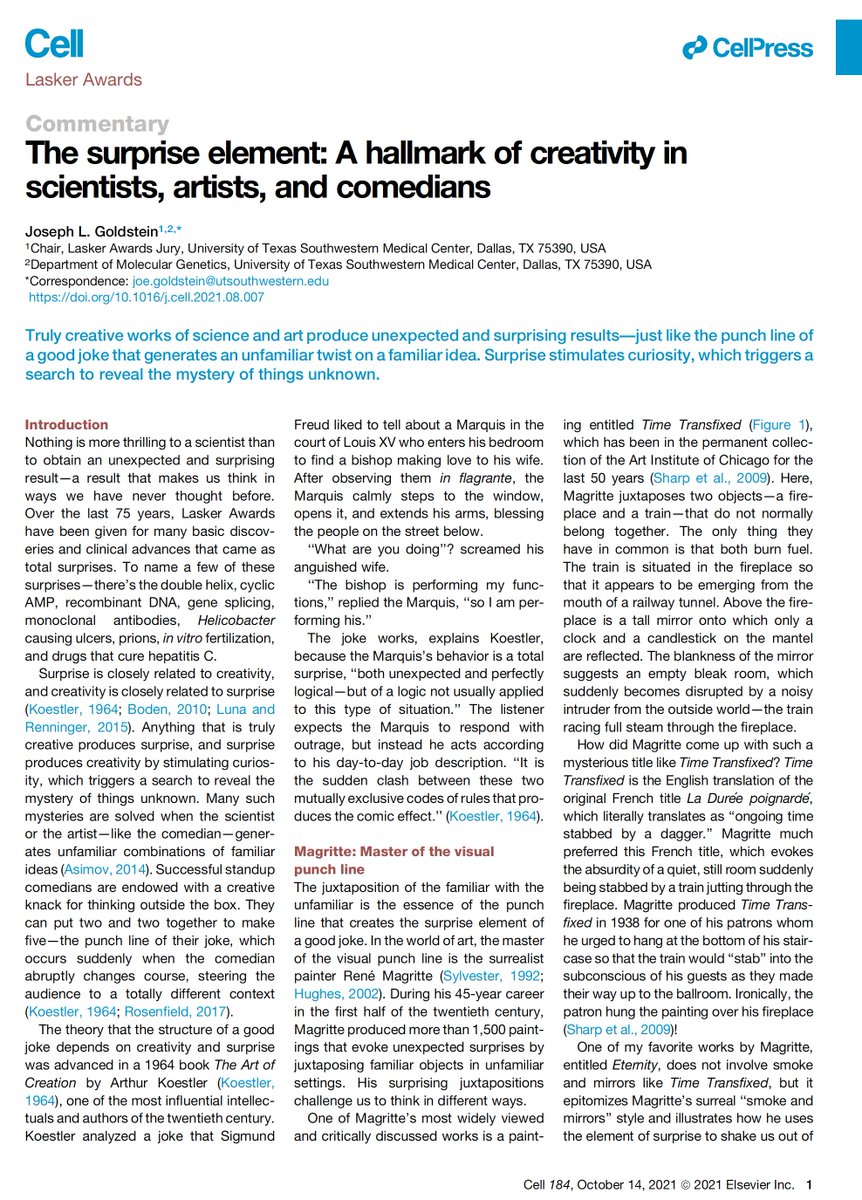 Cell
CellPress
Lasker Awards
Commentary
The surprise element: A hallmark of creativity in
scientists, artists, and comedians
Joseph L. Goldstein1,2,*
1Chair, Lasker Awards Jury, University of Texas Southwestern Medical Center, Dallas, TX 75390, USA
2Department of Molecular Genetics, University of Texas Southwestern Medical Center, Dallas, TX 75390, USA
*Correspondence: joe.goldstein@utsouthwestern.edu
https://doi.org/10.1016/j.cell.2021.08.007
Truly creative works of science and art produce unexpected and surprising results—just like the punch line of
a good joke that generates an unfamiliar twist on a familiar idea. Surprise stimulates curiosity, which triggers a
search to reveal the mystery of things unknown.
Introduction
Nothing is more thrilling to a scientist than
to obtain an unexpected and surprising
result—a result that makes us think in
ways we have never thought before.
Over the last 75 years, Lasker Awards
have been given for many basic discov-
eries and clinical advances that came as
total surprises. To name a few of these
surprises—there's the double helix, cyclic
AMP, recombinant DNA, gene splicing,
monoclonal antibodies, Helicobacter
causing ulcers, prions, in vitro fertilization,
and drugs that cure hepatitis C.
Surprise is closely related to creativity,
and creativity is closely related to surprise
(Koestler, 1964; Boden, 2010; Luna and
Renninger, 2015). Anything that is truly
creative produces surprise, and surprise
produces creativity by stimulating curios-
ity, which triggers a search to reveal the
mystery of things unknown. Many such
mysteries are solved when the scientist
or the artist—like the comedian—gener-
ates unfamiliar combinations of familiar
ideas (Asimov, 2014). Successful standup
comedians are endowed with a creative
knack for thinking outside the box. They
can put two and two together to make
five—the punch line of their joke, which
occurs suddenly when the comedian
abruptly changes course, steering the
audience to a totally different context
(Koestler, 1964; Rosenfield, 2017).
The theory that the structure of a good
joke depends on creativity and surprise
was advanced in a 1964 book The Art of
Creation by Arthur Koestler (Koestler,
1964), one of the most influential intellec-
tuals and authors of the twentieth century.
Koestler analyzed a joke that Sigmund
Freud liked to tell about a Marquis in the
court of Louis XV who enters his bedroom
to find a bishop making love to his wife.
After observing them in flagrante, the
Marquis calmly steps to the window,
opens it, and extends his arms, blessing
the people on the street below.
''What are you doing''? screamed his
anguished wife.
''The bishop is performing my func-
tions,'' replied the Marquis, ''so I am per-
forming his.''
The joke works, explains Koestler,
because the Marquis's behavior is a total
surprise, ''both unexpected and perfectly
logical—but of a logic not usually applied
to this type of situation.'' The listener
expects the Marquis to respond with
outrage, but instead he acts according
to his day-to-day job description. ''It is
the sudden clash between these two
mutually exclusive codes of rules that pro-
duces the comic effect.'' (Koestler, 1964).
Magritte: Master of the visual
punch line
The juxtaposition of the familiar with the
unfamiliar is the essence of the punch
line that creates the surprise element of
a good joke. In the world of art, the master
of the visual punch line is the surrealist
painter René Magritte (Sylvester, 1992;
Hughes, 2002). During his 45-year career
in the first half of the twentieth century,
Magritte produced more than 1,500 paint-
ings that evoke unexpected surprises by
juxtaposing familiar objects in unfamiliar
settings. His surprising juxtapositions
challenge us to think in different ways.
One of Magritte's most widely viewed
and critically discussed works is a paint-
ing entitled Time Transfixed (Figure 1),
which has been in the permanent collec-
tion of the Art Institute of Chicago for the
last 50 years (Sharp et al., 2009). Here,
Magritte juxtaposes two objects—a fire-
place and a train—that do not normally
belong together. The only thing they
have in common is that both burn fuel.
The train is situated in the fireplace so
that it appears to be emerging from the
mouth of a railway tunnel. Above the fire-
place is a tall mirror onto which only a
clock and a candlestick on the mantel
are reflected. The blankness of the mirror
suggests an empty bleak room, which
suddenly becomes disrupted by a noisy
intruder from the outside world—the train
racing full steam through the fireplace.
How did Magritte come up with such a
mysterious title like Time Transfixed? Time
Transfixed is the English translation of the
original French title La Durée poignardé,
which literally translates as ''ongoing time
stabbed by a dagger.'' Magritte much
preferred this French title, which evokes
the absurdity of a quiet, still room suddenly
being stabbed by a train jutting through the
fireplace. Magritte produced Time Trans-
fixed in 1938 for one of his patrons whom
he urged to hang at the bottom of his stair-
case so that the train would ''stab'' into the
subconscious of his guests as they made
their way up to the ballroom. Ironically, the
patron hung the painting over his fireplace
(Sharp et al., 2009)!
One of my favorite works by Magritte,
entitled Eternity, does not involve smoke
and mirrors like Time Transfixed, but it
epitomizes Magritte's surreal ''smoke and
mirrors'' style and illustrates how he uses
the element of surprise to shake us out of
Cell 184, October 14, 2021 © 2021 Elsevier Inc. 1